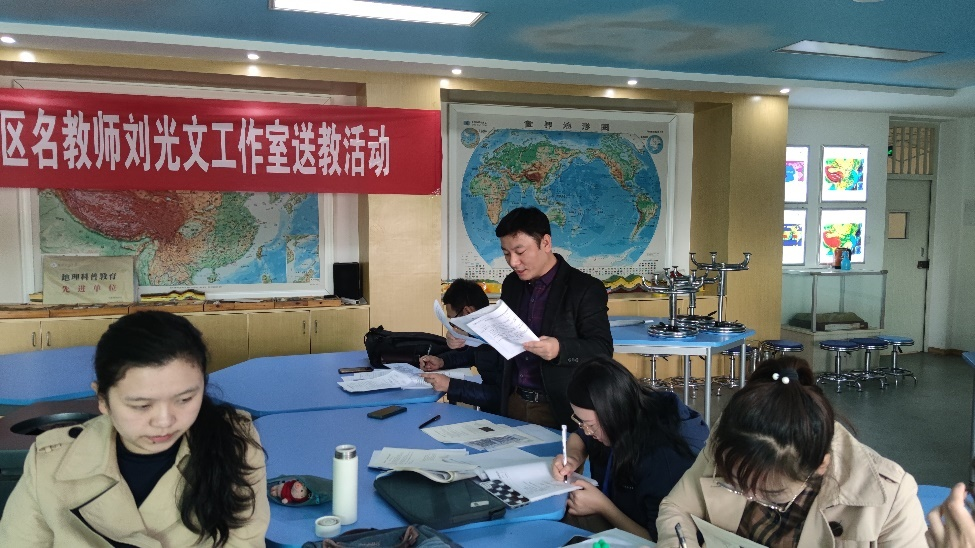 区名教师刘光文工作室送教活动
世界地形图
地理科普教育
先进单位